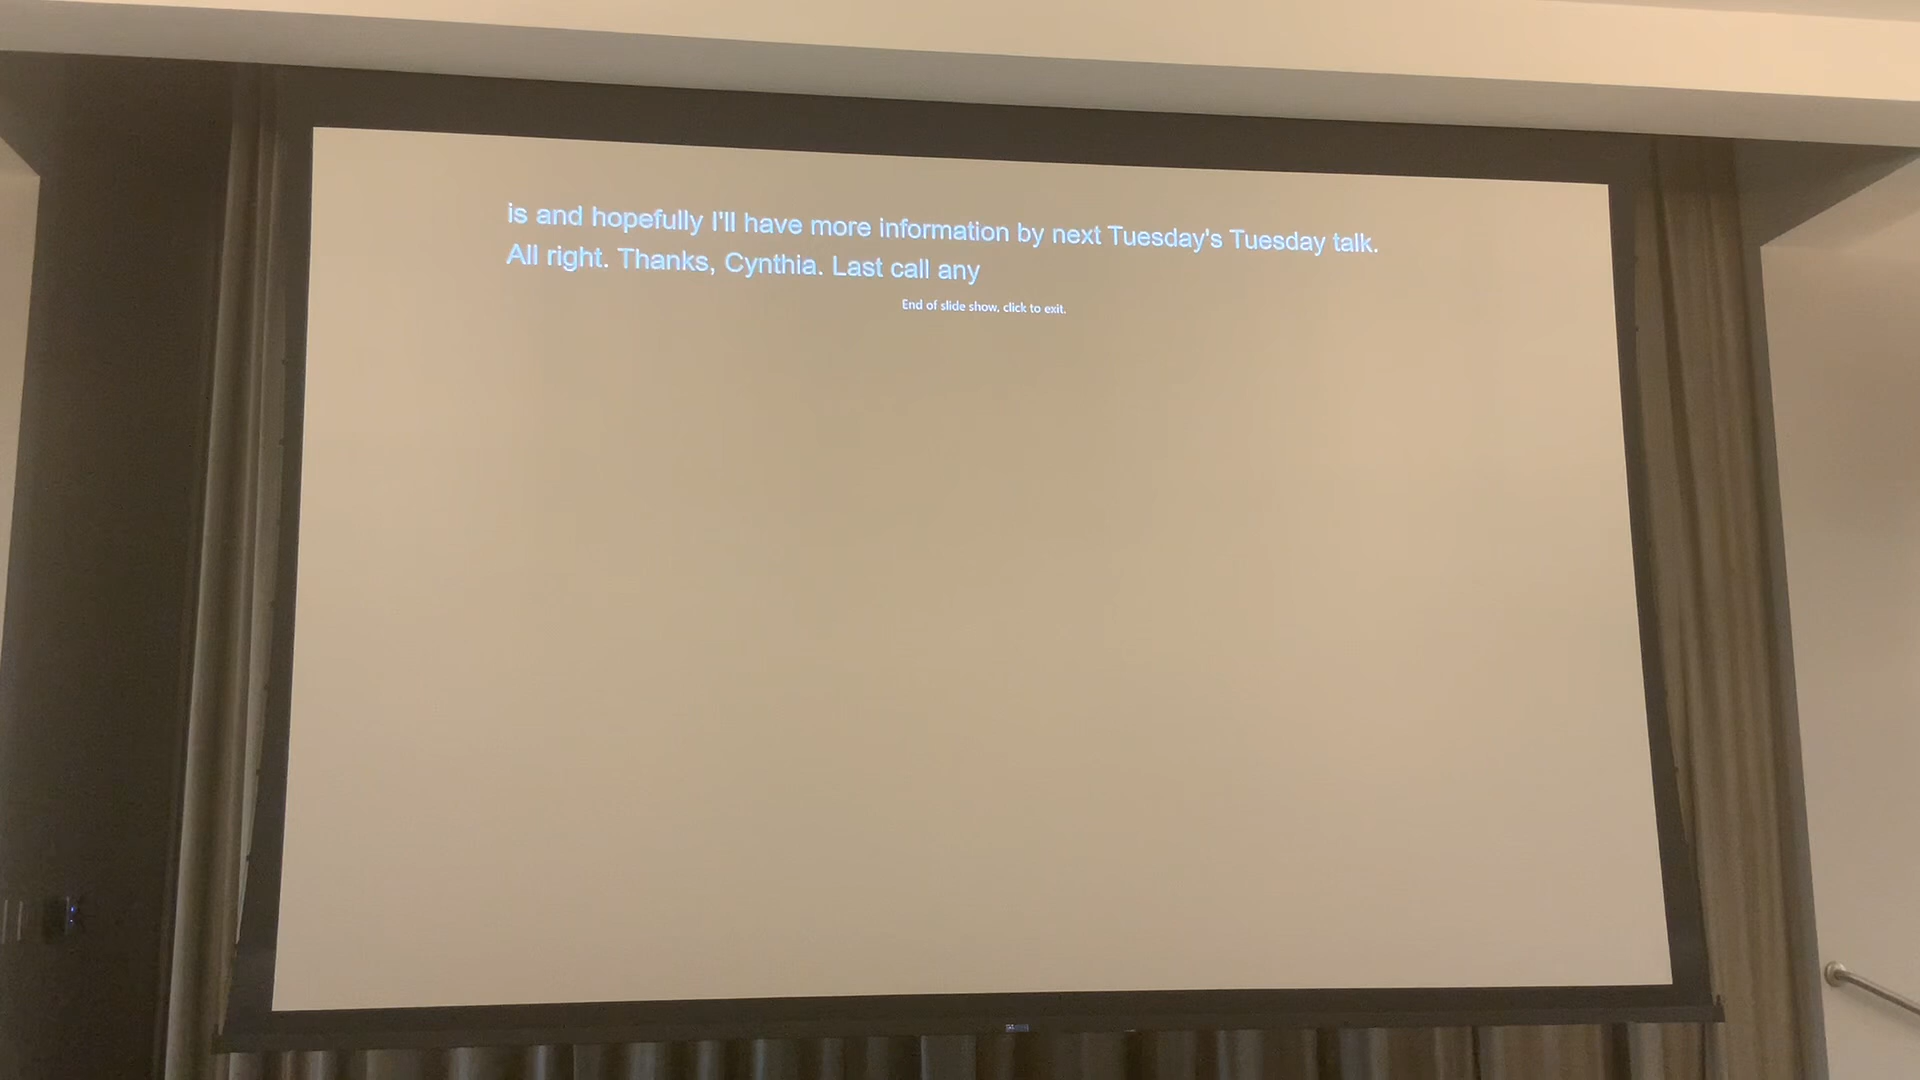 is and hopefully I'll have more information by next Tuesday's Tuesday talk.
All right. Thanks, Cynthia. Last call any
End of slide show, click to exit.